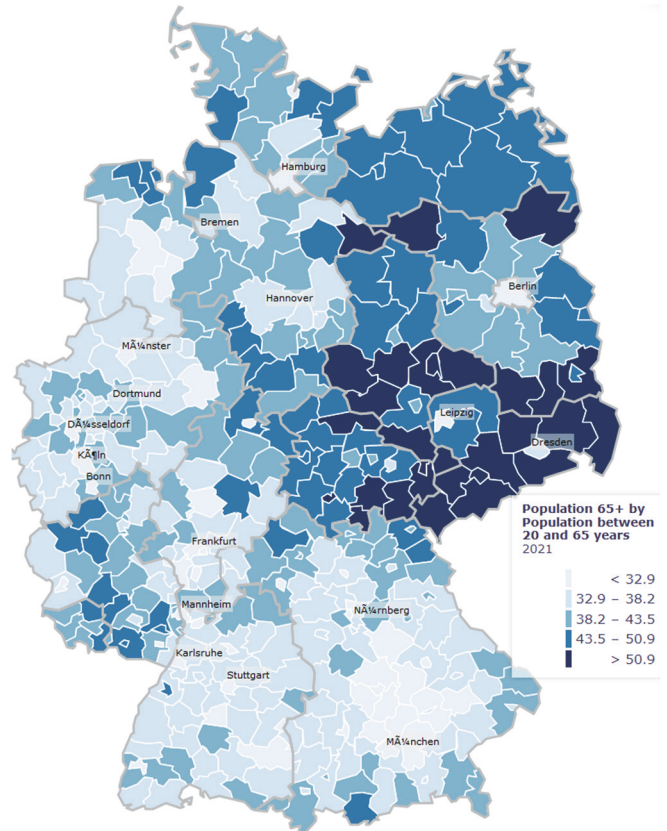 Hamburg
Bremen
Hannover
Berlin
MÃ¼nster
Dortmund
DÃ¼sseldorf
KÃ¶ln
Bonn
Leipzig
Dresden
Frankfurt
Mannheim
NÃ¼rnberg
Karlsruhe
Stuttgart
MÃ¼nchen
Population 65+ by
Population between
20 and 65 years
2021
< 32.9
32.9 – 38.2
38.2 – 43.5
43.5 – 50.9
> 50.9